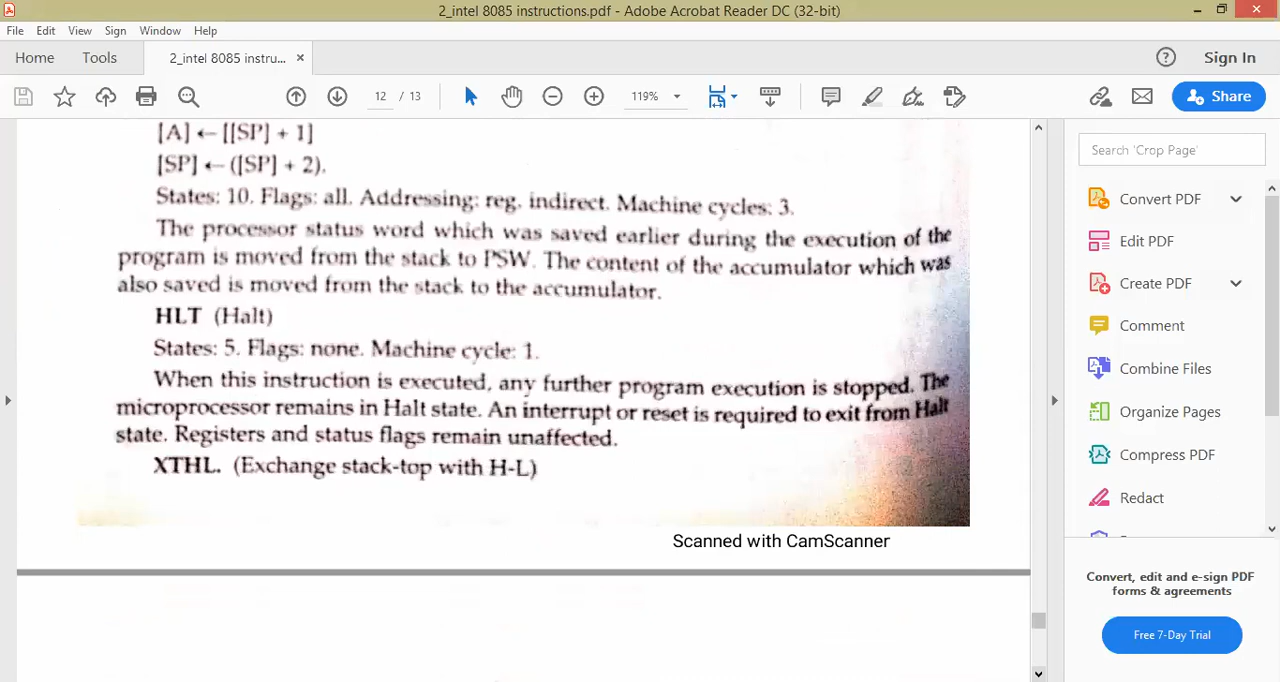 2_intel 8085 instructions.pdf - Adobe Acrobat Reader DC (32-bit)
File Edit View Sign Window Help
Home Tools 2_intel 8085 instru... Sign In
12 / 13 119% Share
[A] ← [[SP] + 1]
[SP] ← ([SP] + 2).
States: 10. Flags: all. Addressing: reg. indirect. Machine cycles: 3.
The processor status word which was saved earlier during the execution of the
program is moved from the stack to PSW. The content of the accumulator which was
also saved is moved from the stack to the accumulator.
HLT (Halt)
States: 5. Flags: none. Machine cycle: 1.
When this instruction is executed, any further program execution is stopped. The
microprocessor remains in Halt state. An interrupt or reset is required to exit from Halt
state. Registers and status flags remain unaffected.
XTHL. (Exchange stack-top with H-L)
Scanned with CamScanner
Search 'Crop Page'
Convert PDF
Edit PDF
Create PDF
Comment
Combine Files
Organize Pages
Compress PDF
Redact
Convert, edit and e-sign PDF
forms & agreements
Free 7-Day Trial